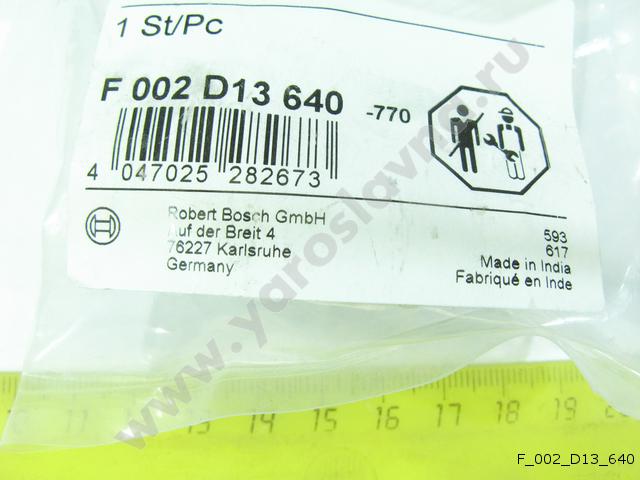 1 St/Pc
F 002 D13 640 -770
4 047025 282673
Robert Bosch GmbH
Auf der Breit 4
76227 Karlsruhe
Germany
593
617
Made in India
Fabriqué en Inde
www.yaroslavna.ru
10 11 12 13 14 15 16 17 18 19 20
F_002_D13_640